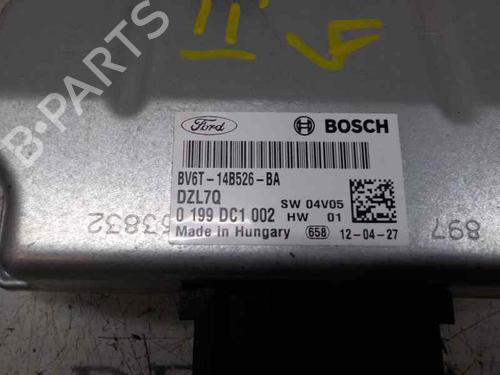 B-PARTS
Ford
BOSCH
BV6T-14B526-BA
DZL7Q
SW 04V05
0 199 DC1 002
HW 01
Made in Hungary
658
12-04-27
53832
897